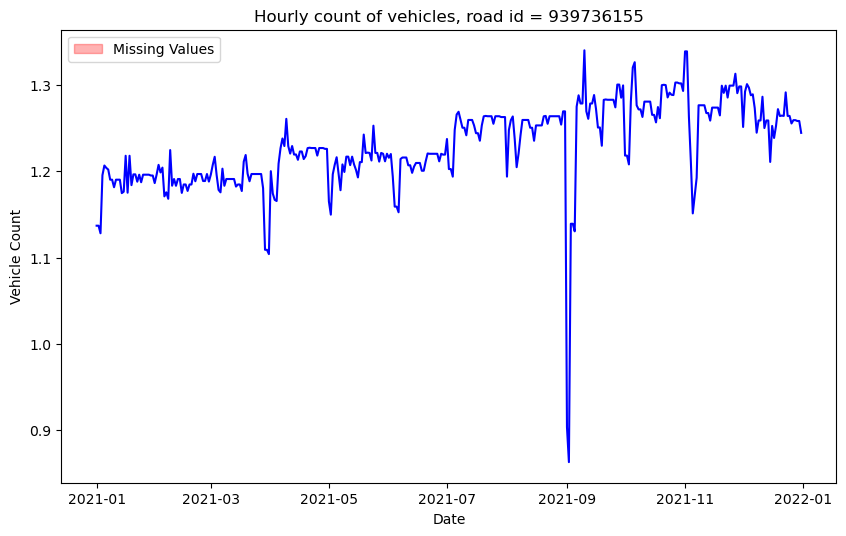 Hourly count of vehicles, road id = 939736155
Missing Values
Vehicle Count
1.3
1.2
1.1
1.0
0.9
2021-01 2021-03 2021-05 2021-07 2021-09 2021-11 2022-01
Date